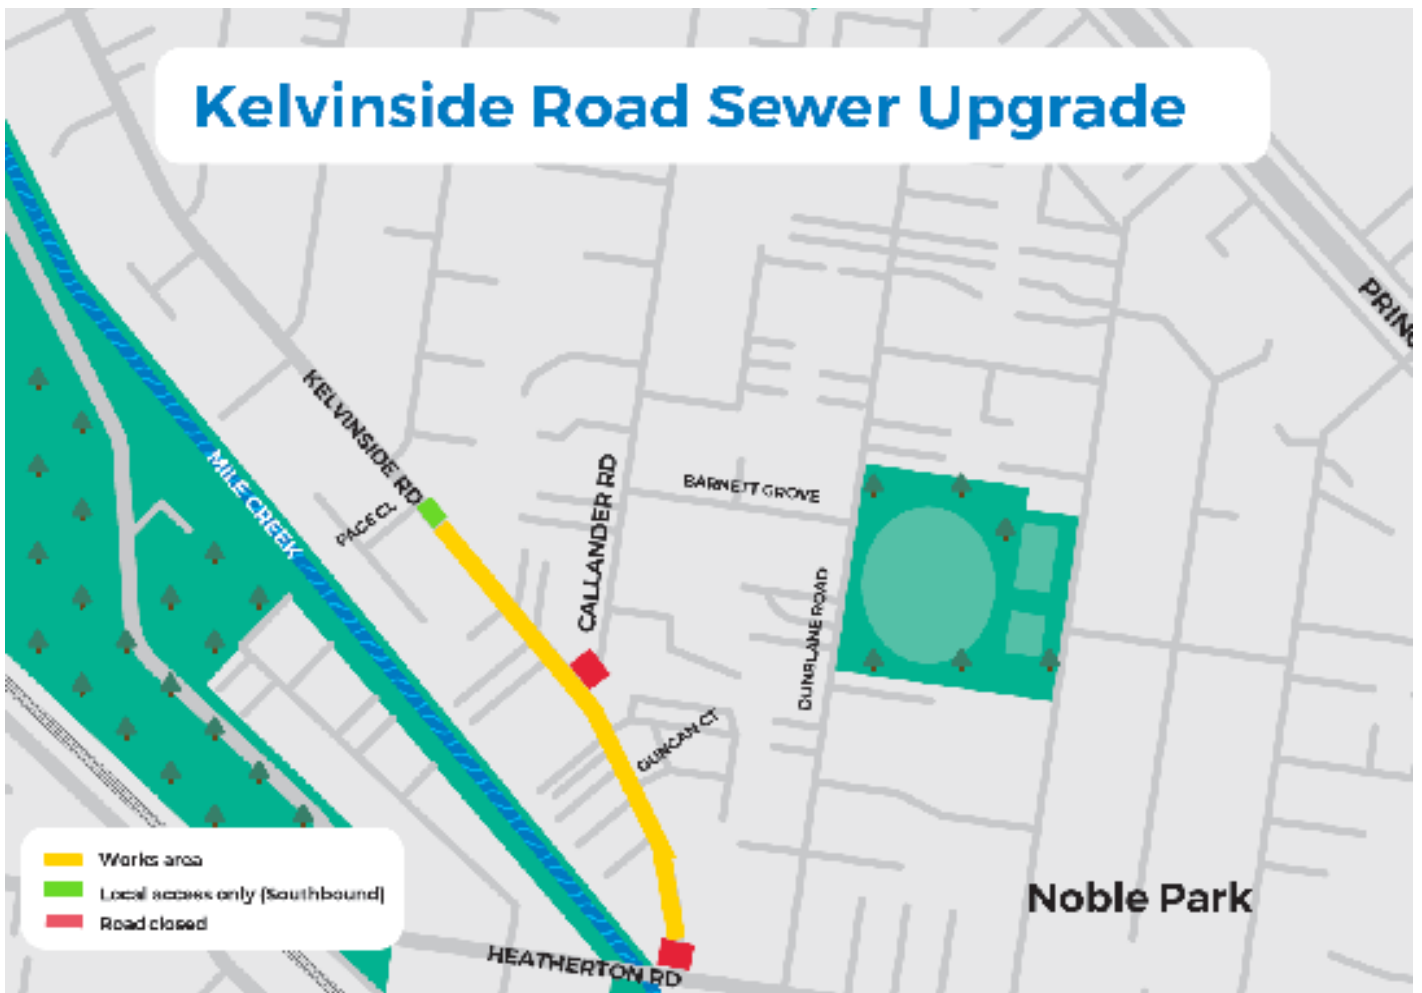 Kelvinside Road Sewer Upgrade
PRINC
KELVINSIDE RD
MILE CREEK
PAGE CL
CALLANDER RD
BARNETT GROVE
DUNBLANE ROAD
DUNCAN CT
Works area
Local access only (Southbound)
Road closed
Noble Park
HEATHERTON RD